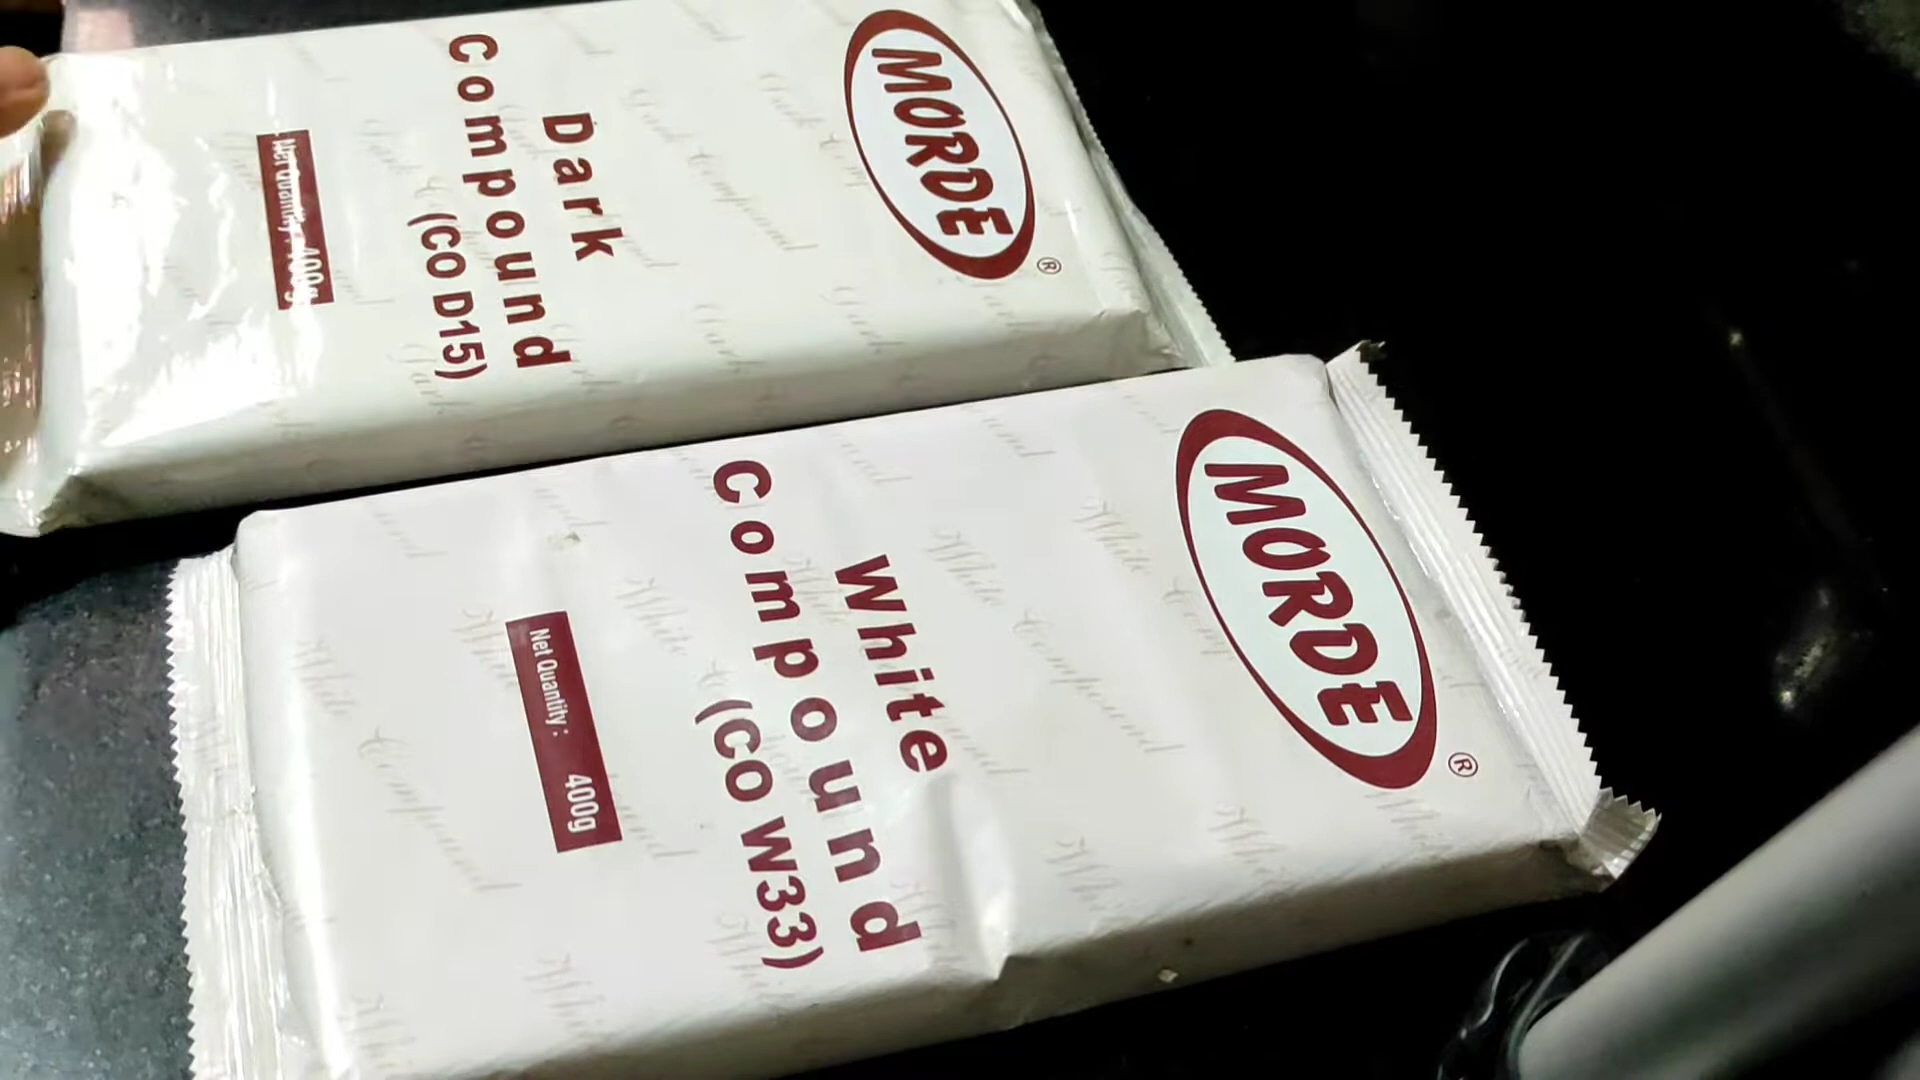 MORDE
®
Dark
Compound
(CO D15)
Net Quantity : 400g
MORDE
®
White
Compound
(CO W33)
Net Quantity : 400g